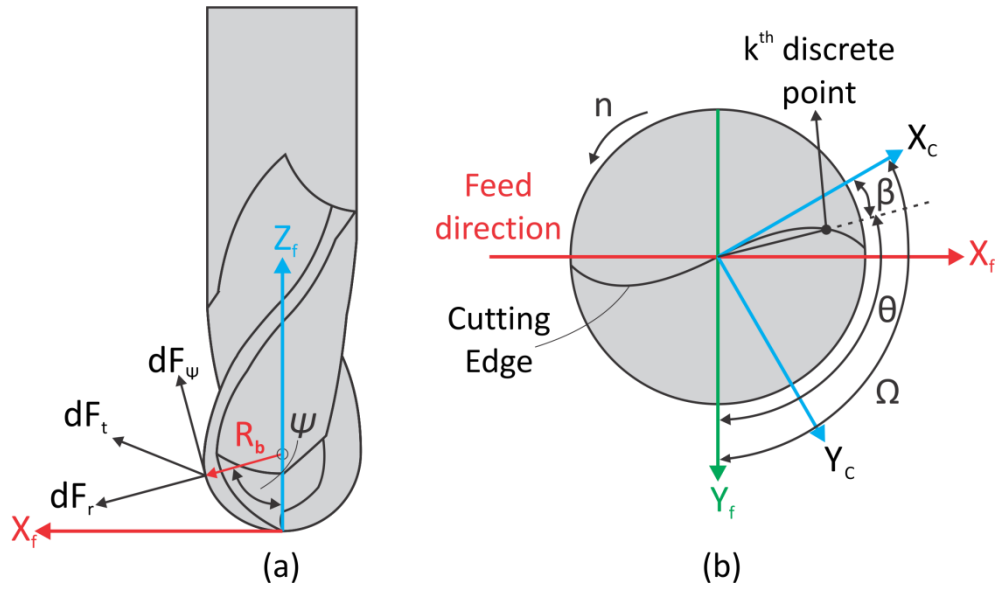 Z_f
dF_ψ
dF_t
dF_r
R_b
ψ
X_f
(a)
k^th discrete
point
n
X_C
β
Feed
direction
X_f
Cutting
Edge
θ
Ω
Y_C
Y_f
(b)